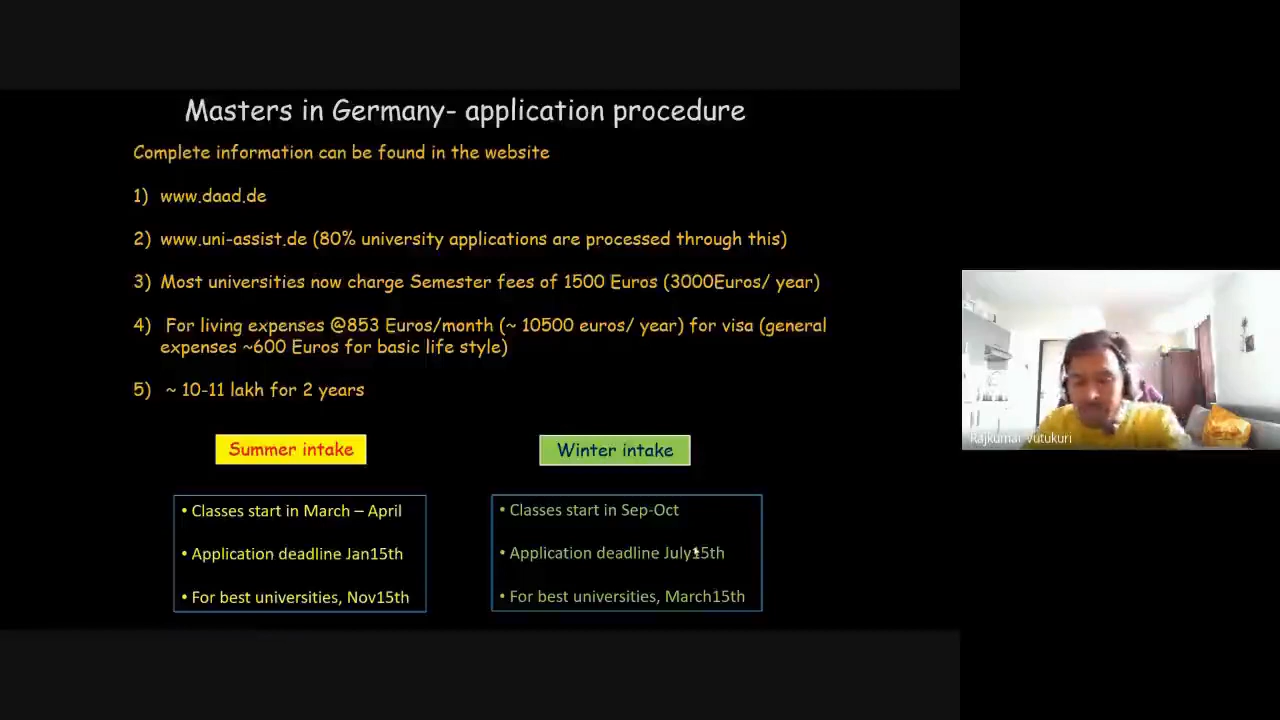 Masters in Germany- application procedure
Complete information can be found in the website
1) www.daad.de
2) www.uni-assist.de (80% university applications are processed through this)
3) Most universities now charge Semester fees of 1500 Euros (3000Euros/ year)
4) For living expenses @853 Euros/month (~ 10500 euros/ year) for visa (general
expenses ~600 Euros for basic life style)
5) ~ 10-11 lakh for 2 years
Summer intake
• Classes start in March – April
• Application deadline Jan15th
• For best universities, Nov15th
Winter intake
• Classes start in Sep-Oct
• Application deadline July15th
• For best universities, March15th
Rajkumar Vutukuri